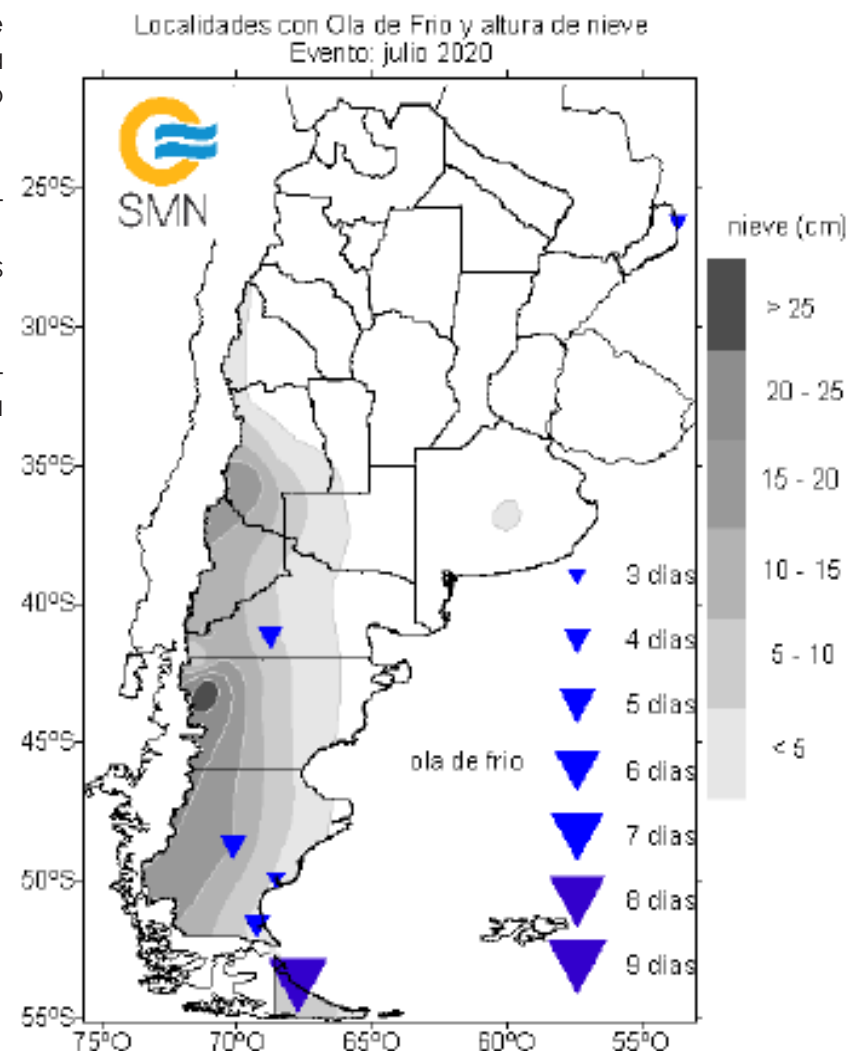 Localidades con Ola de Frio y altura de nieve
Evento: julio 2020
SMN
25ºS
30ºS
35ºS
40ºS
45ºS
50ºS
55ºS
75ºO
70ºO
65ºO
60ºO
55ºO
ola de frio
3 dias
4 dias
5 dias
6 dias
7 dias
8 dias
9 dias
nieve (cm)
> 25
20 - 25
15 - 20
10 - 15
5 - 10
< 5